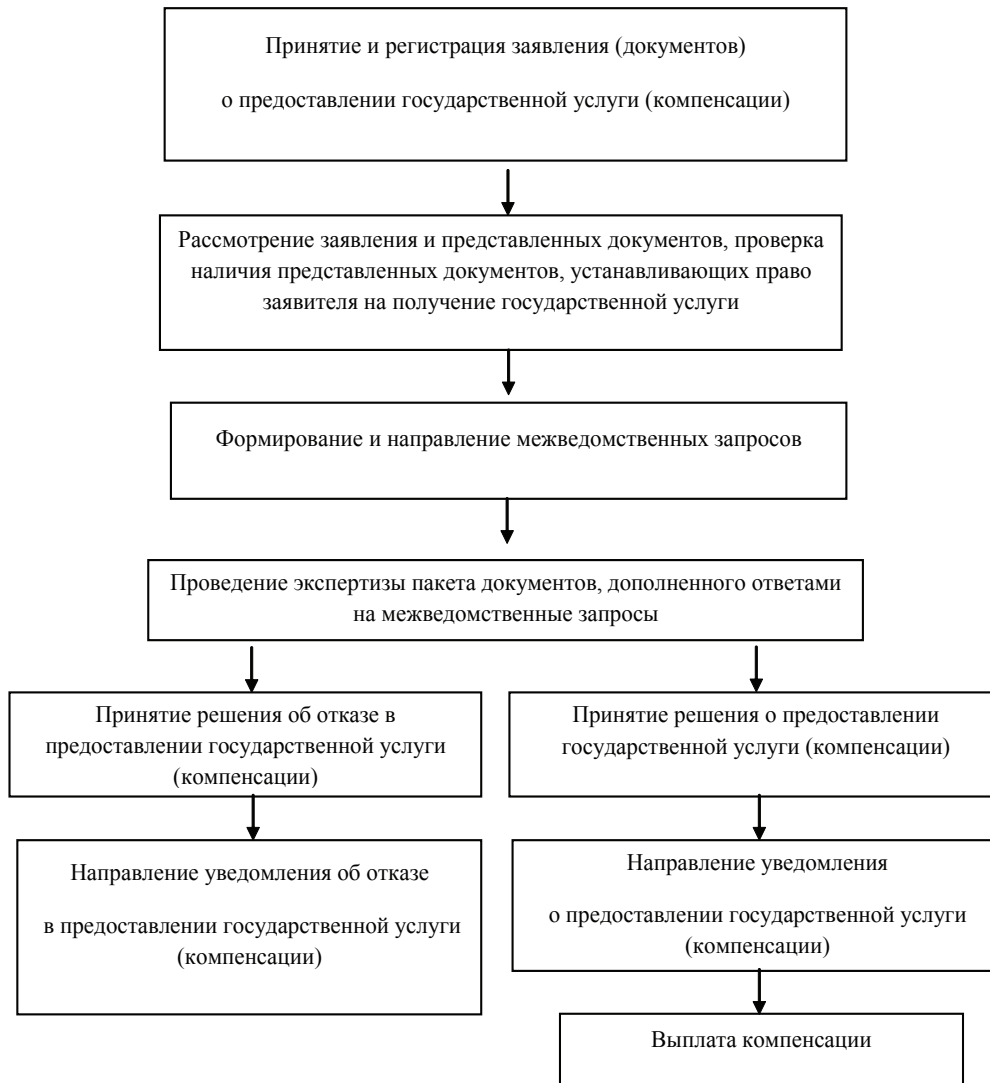 Принятие и регистрация заявления (документов)
о предоставлении государственной услуги (компенсации)
Рассмотрение заявления и представленных документов, проверка
наличия представленных документов, устанавливающих право
заявителя на получение государственной услуги
Формирование и направление межведомственных запросов
Проведение экспертизы пакета документов, дополненного ответами
на межведомственные запросы
Принятие решения об отказе в
предоставлении государственной услуги
(компенсации)
Принятие решения о предоставлении
государственной услуги (компенсации)
Направление уведомления об отказе
в предоставлении государственной услуги
(компенсации)
Направление уведомления
о предоставлении государственной услуги
(компенсации)
Выплата компенсации